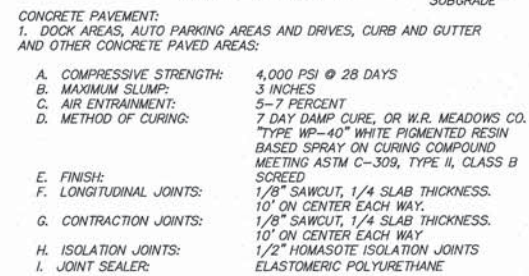 SUBGRADE
CONCRETE PAVEMENT:
1. DOCK AREAS, AUTO PARKING AREAS AND DRIVES, CURB AND GUTTER
AND OTHER CONCRETE PAVED AREAS:
A. COMPRESSIVE STRENGTH: 4,000 PSI @ 28 DAYS
B. MAXIMUM SLUMP: 3 INCHES
C. AIR ENTRAINMENT: 5-7 PERCENT
D. METHOD OF CURING: 7 DAY DAMP CURE, OR W.R. MEADOWS CO.
"TYPE WP-40" WHITE PIGMENTED RESIN
BASED SPRAY ON CURING COMPOUND
MEETING ASTM C-309, TYPE II, CLASS B
E. FINISH: SCREED
F. LONGITUDINAL JOINTS: 1/8" SAWCUT, 1/4 SLAB THICKNESS.
10' ON CENTER EACH WAY.
G. CONTRACTION JOINTS: 1/8" SAWCUT, 1/4 SLAB THICKNESS.
10' ON CENTER EACH WAY
H. ISOLATION JOINTS: 1/2" HOMASOTE ISOLATION JOINTS
I. JOINT SEALER: ELASTOMERIC POLYURETHANE